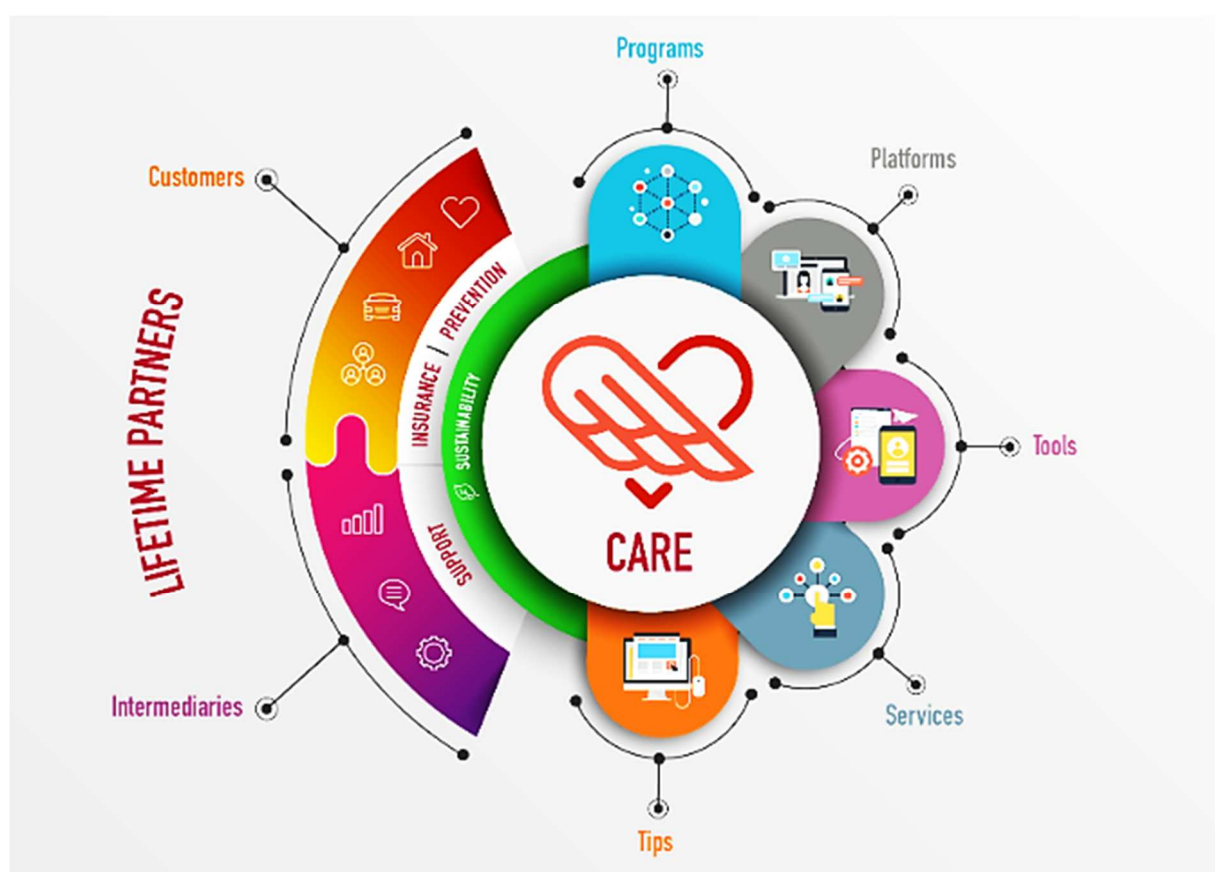 Programs
Platforms
Customers
LIFETIME PARTNERS
INSURANCE | PREVENTION
SUSTAINABILITY
SUPPORT
CARE
Tools
Intermediaries
Services
Tips